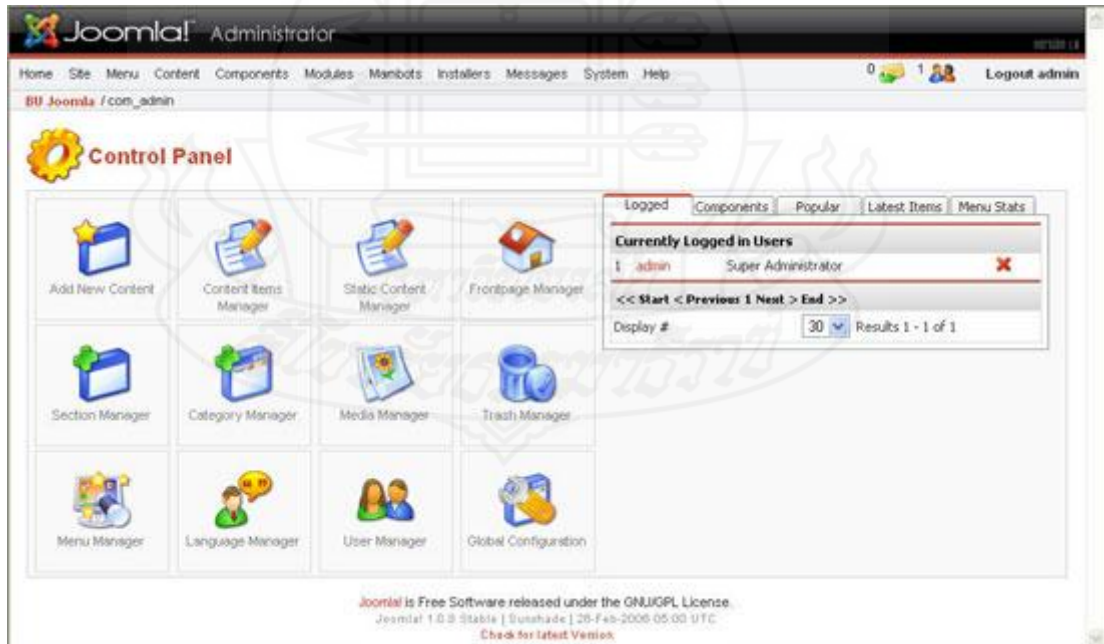 Joomla! Administrator
Home Site Menu Content Components Modules Mambots Installers Messages System Help 0 1 Logout admin
BU Joomla / com_admin
Control Panel
Add New Content
Content Items Manager
Static Content Manager
Frontpage Manager
Section Manager
Category Manager
Media Manager
Trash Manager
Menu Manager
Language Manager
User Manager
Global Configuration
Logged Components Popular Latest Items Menu Stats
Currently Logged in Users
1 admin Super Administrator
<< Start < Previous 1 Next > End >>
Display # 30 Results 1 - 1 of 1
Joomla! is Free Software released under the GNU/GPL License.
Joomla! Stable | Sunshade | 26-Feb-2006 05:00 UTC
Check for latest Version